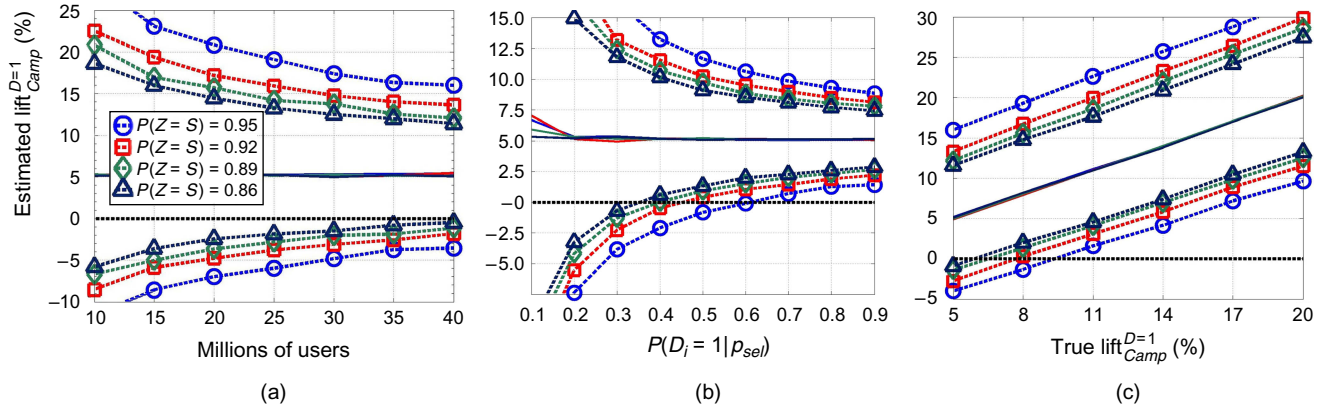 Estimated lift^{D=1}_{Camp} (%)
25
20
15
10
5
0
−5
−10
P(Z = S) = 0.95
P(Z = S) = 0.92
P(Z = S) = 0.89
P(Z = S) = 0.86
10 15 20 25 30 35 40
Millions of users
(a)
15.0
12.5
10.0
7.5
5.0
2.5
−0
−2.5
−5.0
0.1 0.2 0.3 0.4 0.5 0.6 0.7 0.8 0.9
P(D_i = 1|p_{sel})
(b)
30
25
20
15
10
5
0
−5
5 8 11 14 17 20
True lift^{D=1}_{Camp} (%)
(c)